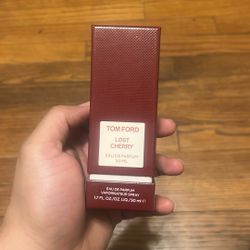 TOM FORD
LOST
CHERRY
EAU DE PARFUM
50 ML
EAU DE PARFUM
VAPORISATEUR SPRAY
1.7 FL.OZ./OZ.LIQ./50 ml ℮